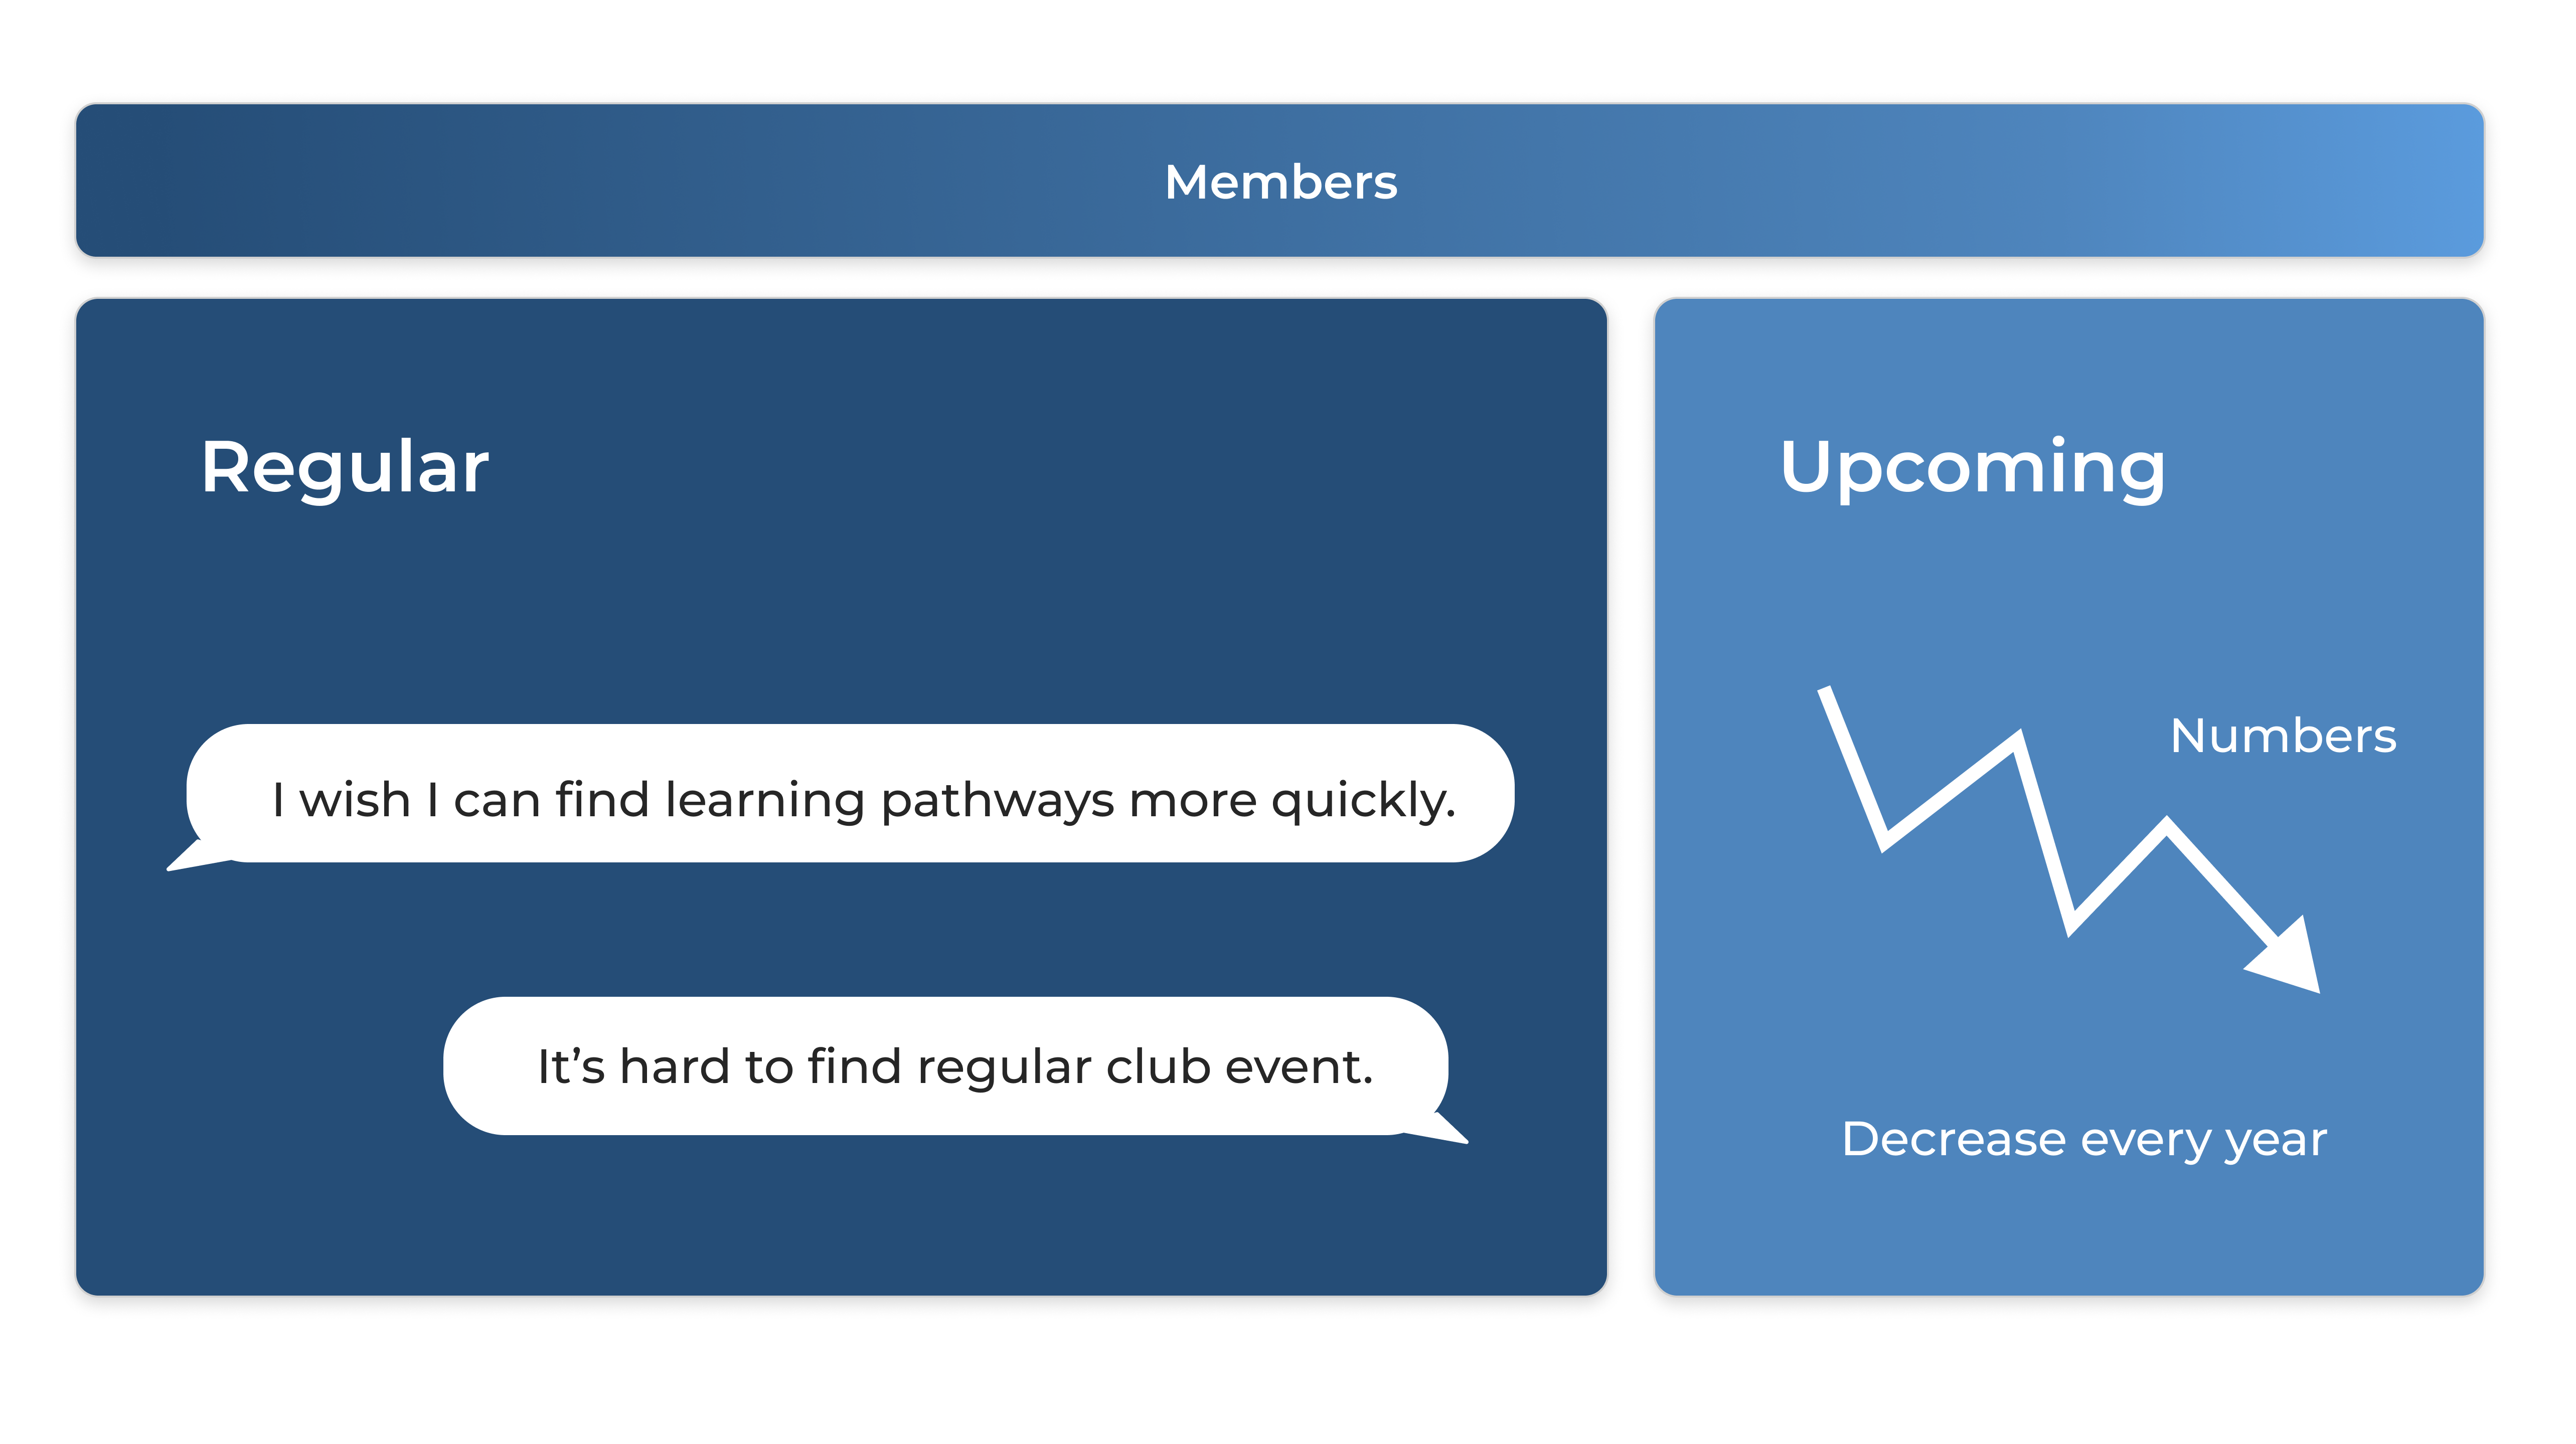 Members
Regular
I wish I can find learning pathways more quickly.
It’s hard to find regular club event.
Upcoming
Numbers
Decrease every year